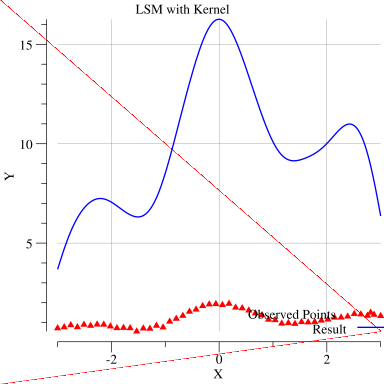 LSM with Kernel
15
10
5
Y
Observed Points
Result
-2
0
2
X